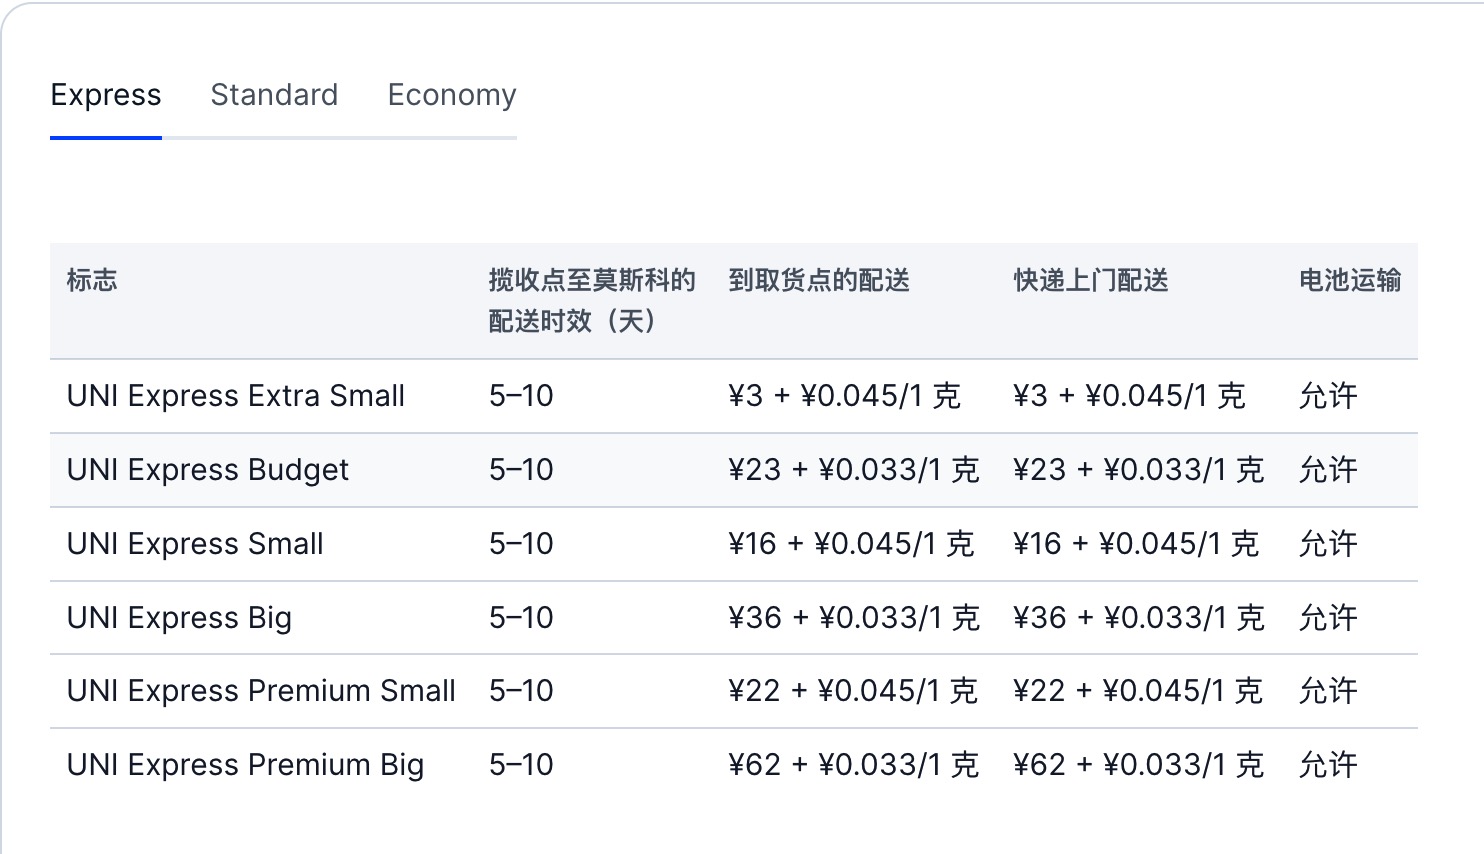 Express Standard Economy
标志 揽收点至莫斯科的 到取货点的配送 快递上门配送 电池运输
配送时效（天）
UNI Express Extra Small 5–10 ¥3 + ¥0.045/1 克 ¥3 + ¥0.045/1 克 允许
UNI Express Budget 5–10 ¥23 + ¥0.033/1 克 ¥23 + ¥0.033/1 克 允许
UNI Express Small 5–10 ¥16 + ¥0.045/1 克 ¥16 + ¥0.045/1 克 允许
UNI Express Big 5–10 ¥36 + ¥0.033/1 克 ¥36 + ¥0.033/1 克 允许
UNI Express Premium Small 5–10 ¥22 + ¥0.045/1 克 ¥22 + ¥0.045/1 克 允许
UNI Express Premium Big 5–10 ¥62 + ¥0.033/1 克 ¥62 + ¥0.033/1 克 允许